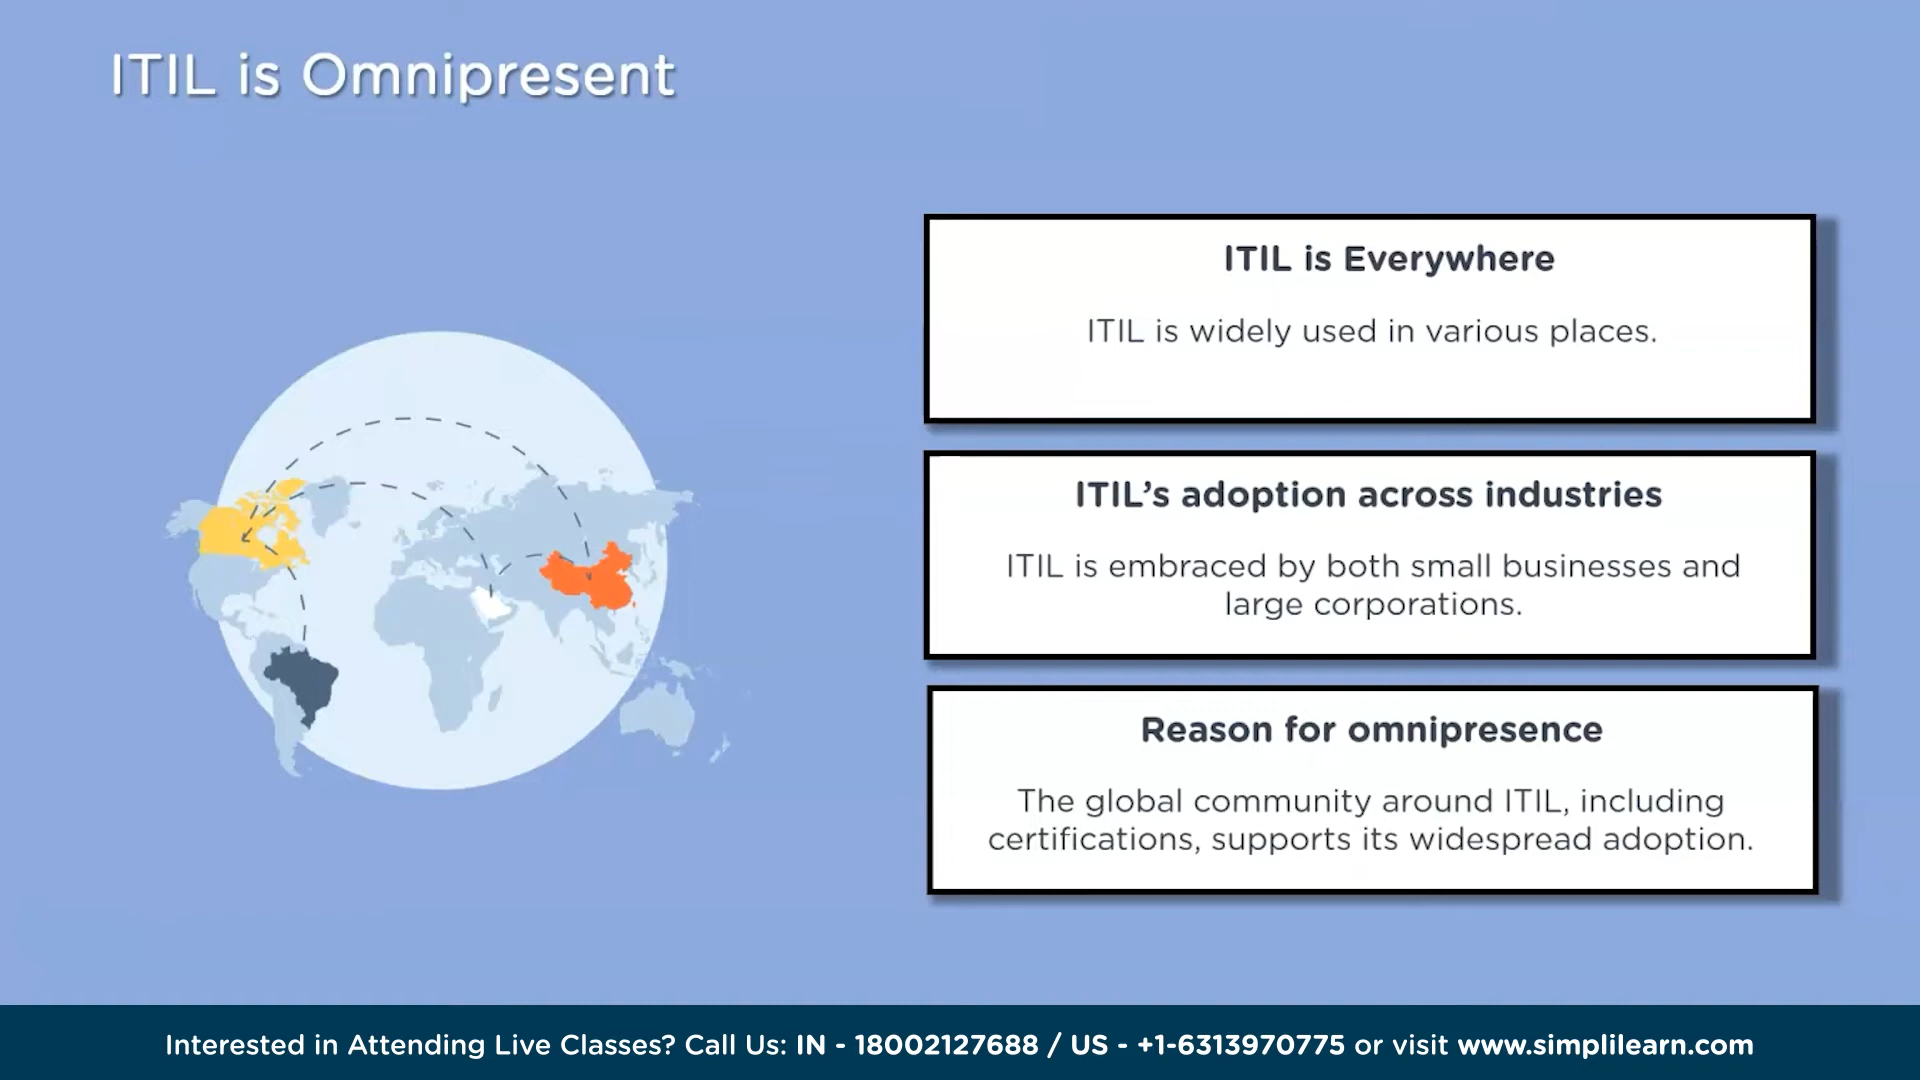 ITIL is Omnipresent
ITIL is Everywhere
ITIL is widely used in various places.
ITIL’s adoption across industries
ITIL is embraced by both small businesses and
large corporations.
Reason for omnipresence
The global community around ITIL, including
certifications, supports its widespread adoption.
Interested in Attending Live Classes? Call Us: IN - 18002127688 / US - +1-6313970775 or visit www.simplilearn.com